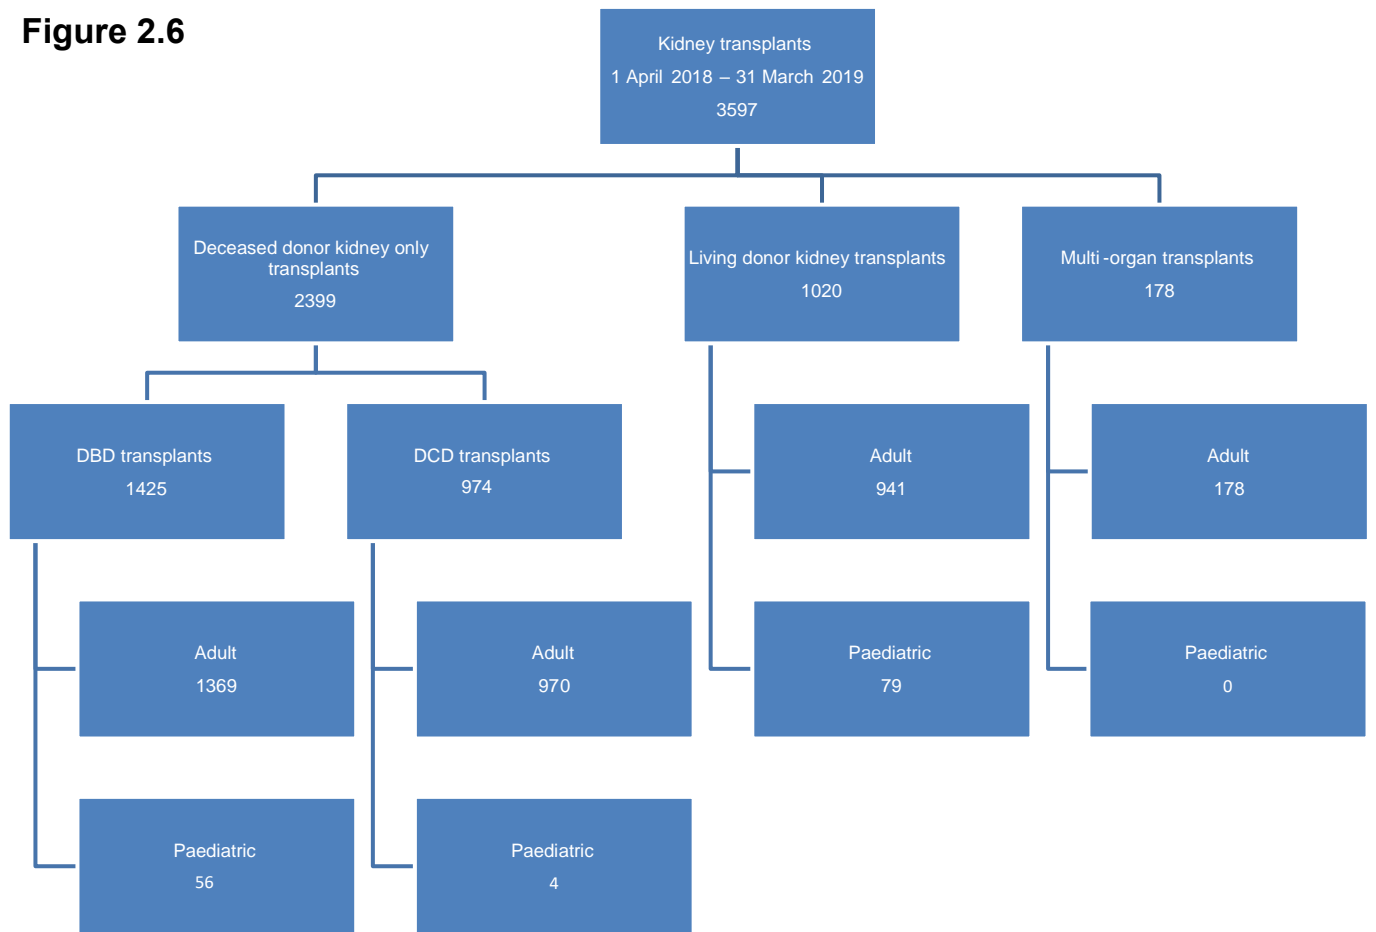 Figure 2.6
Kidney transplants
1 April 2018 – 31 March 2019
3597
Deceased donor kidney only
transplants
2399
Living donor kidney transplants
1020
Multi-organ transplants
178
DBD transplants
1425
DCD transplants
974
Adult
941
Adult
178
Adult
1369
Adult
970
Paediatric
79
Paediatric
0
Paediatric
56
Paediatric
4